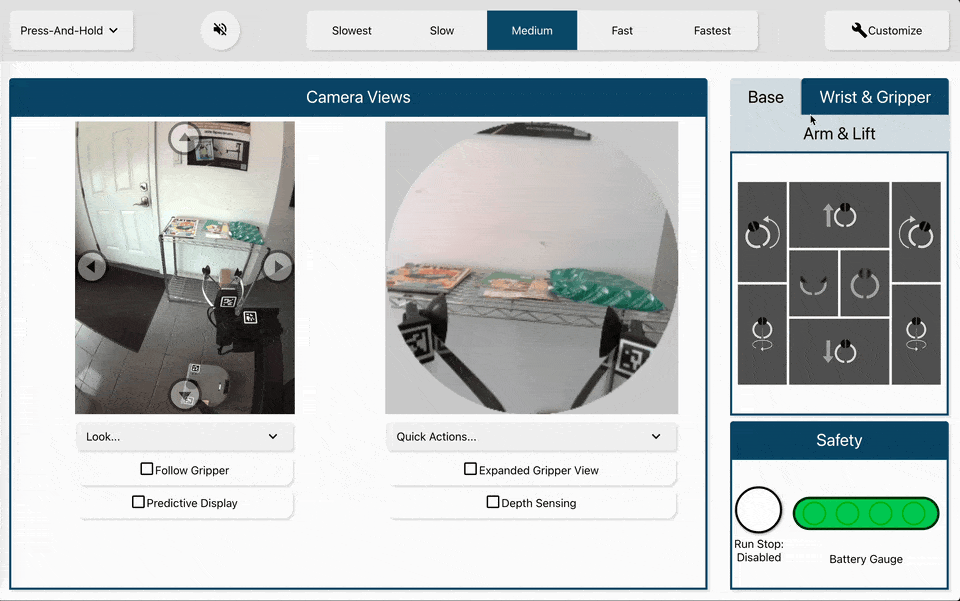 Press-And-Hold
Slowest
Slow
Medium
Fast
Fastest
Customize
Camera Views
Base
Wrist & Gripper
Arm & Lift
Look...
Quick Actions...
Follow Gripper
Expanded Gripper View
Predictive Display
Depth Sensing
Safety
Run Stop:
Disabled
Battery Gauge